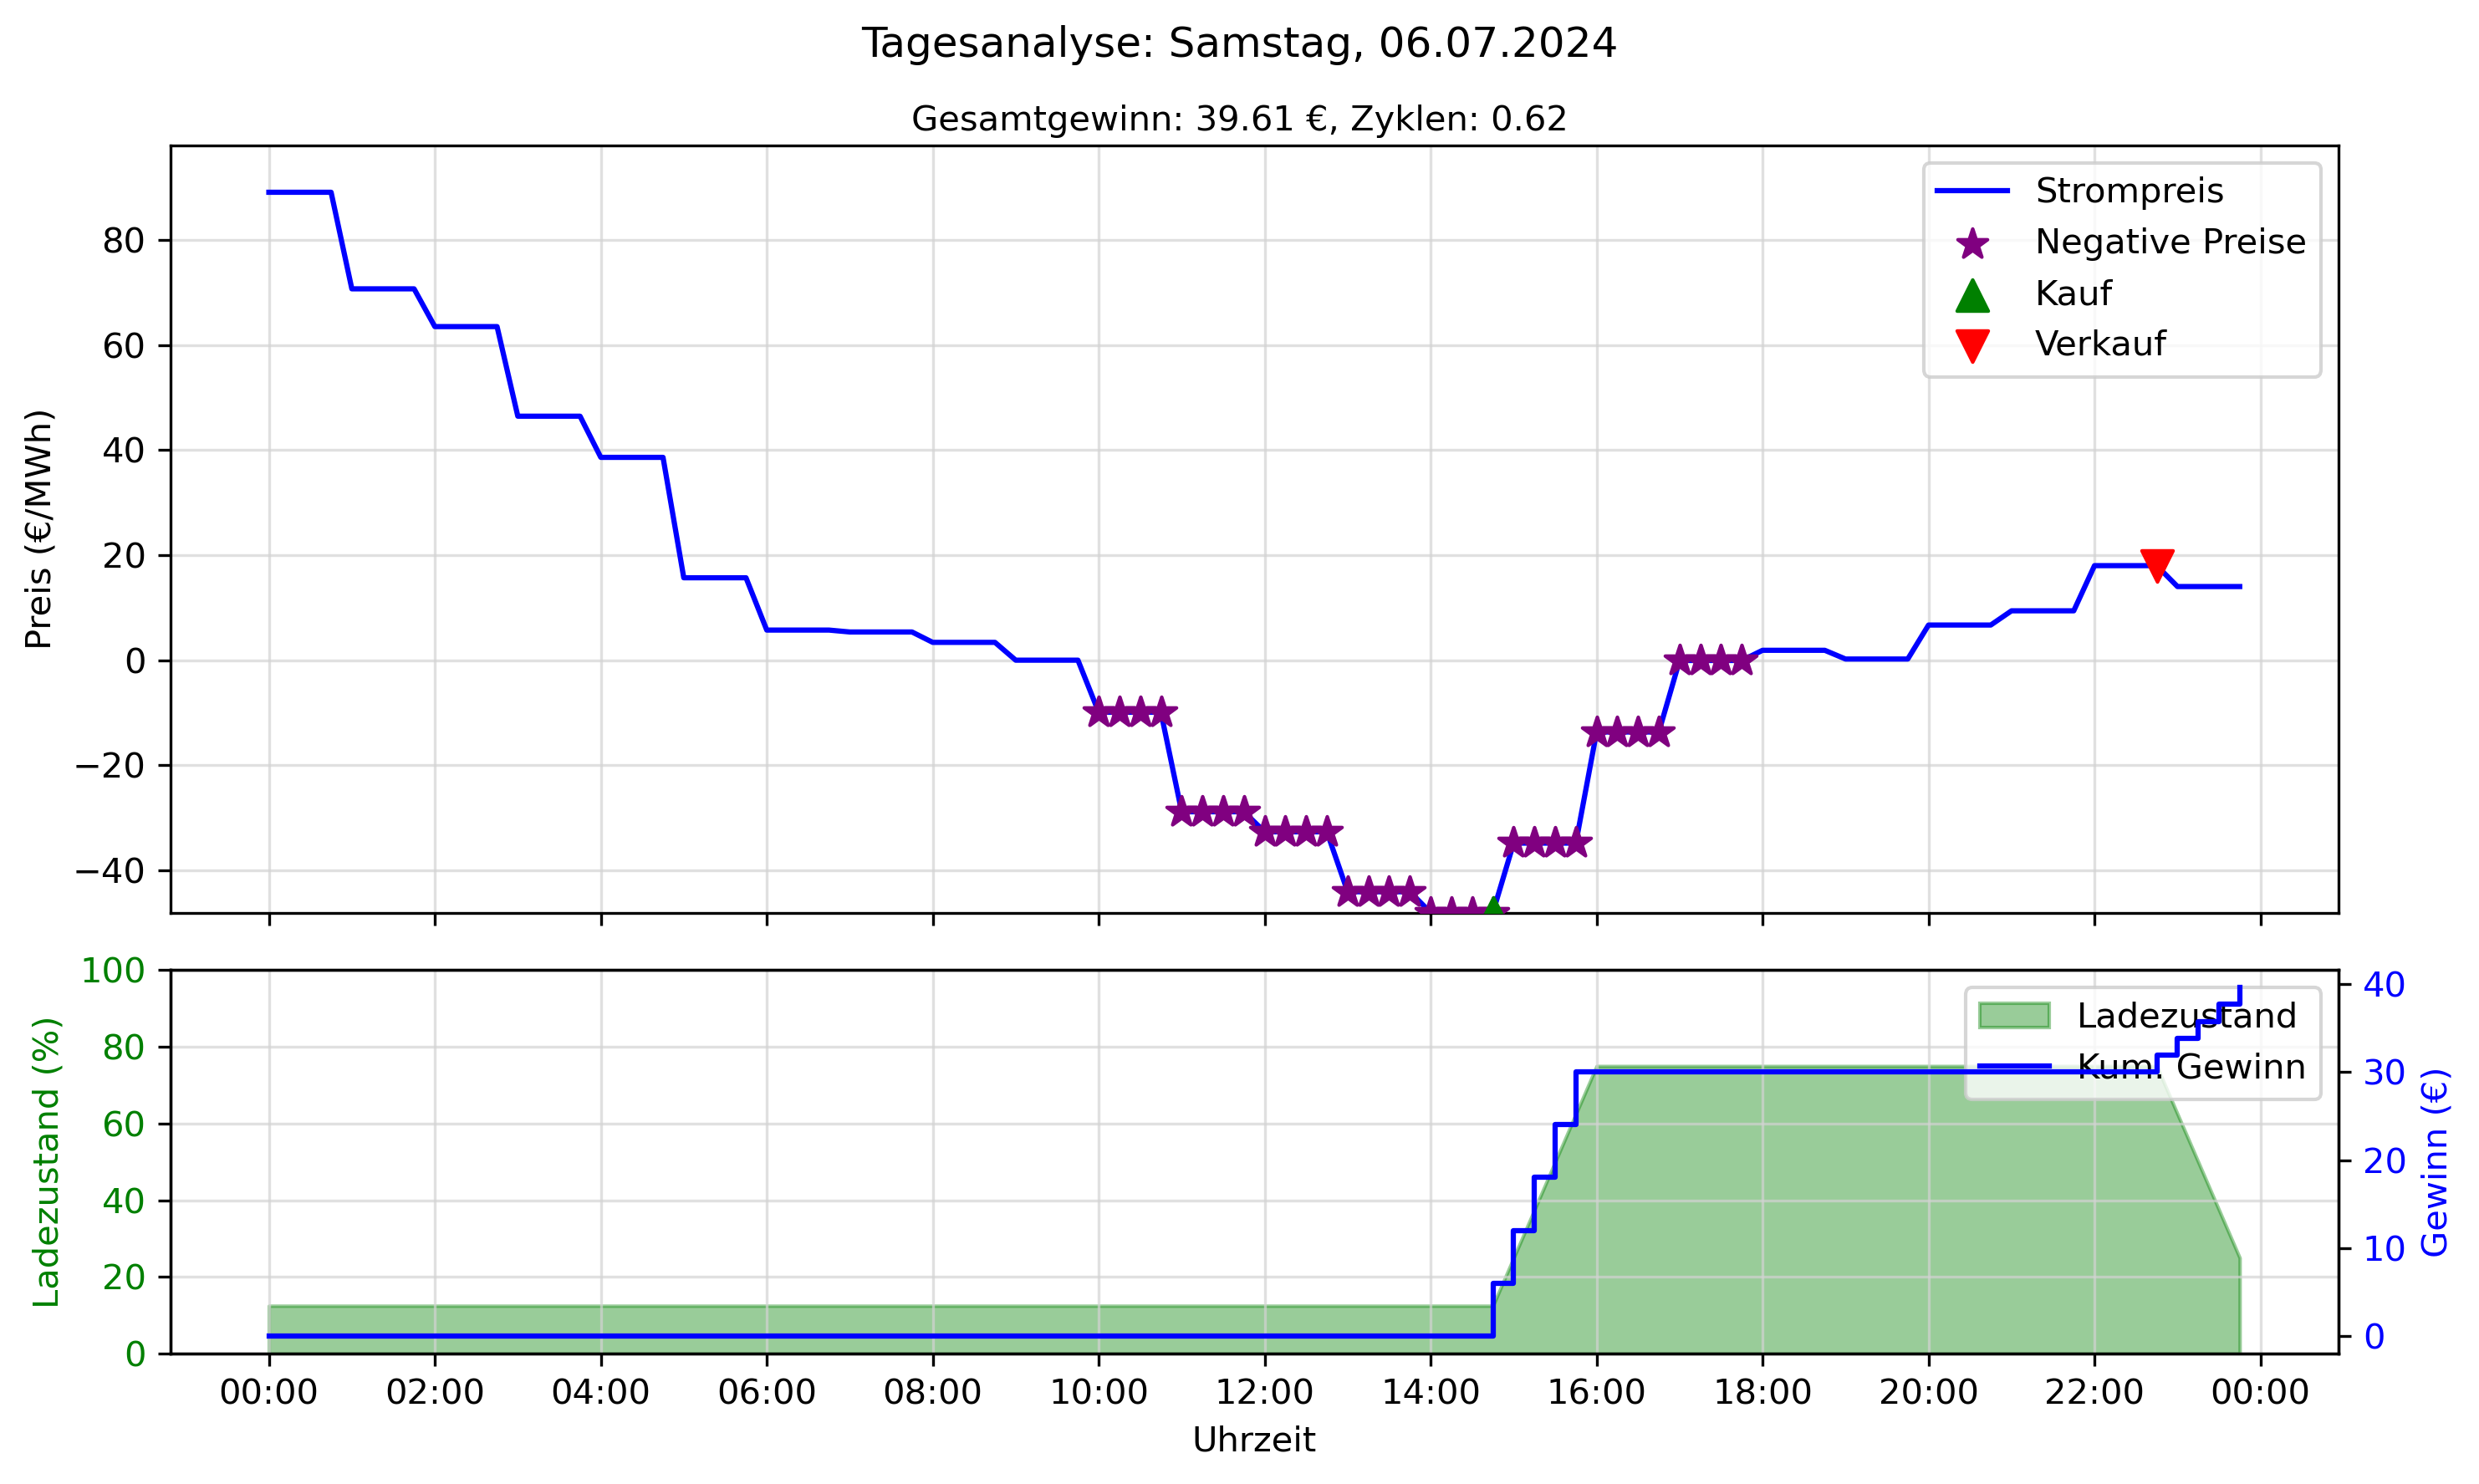 Tagesanalyse: Samstag, 06.07.2024
Gesamtgewinn: 39.61 €, Zyklen: 0.62
Preis (€/MWh)
80
60
40
20
0
−20
−40
Strompreis
Negative Preise
Kauf
Verkauf
Ladezustand (%)
100
80
60
40
20
0
Ladezustand
Kum. Gewinn
40
30
20
10
0
Gewinn (€)
00:00 02:00 04:00 06:00 08:00 10:00 12:00 14:00 16:00 18:00 20:00 22:00 00:00
Uhrzeit